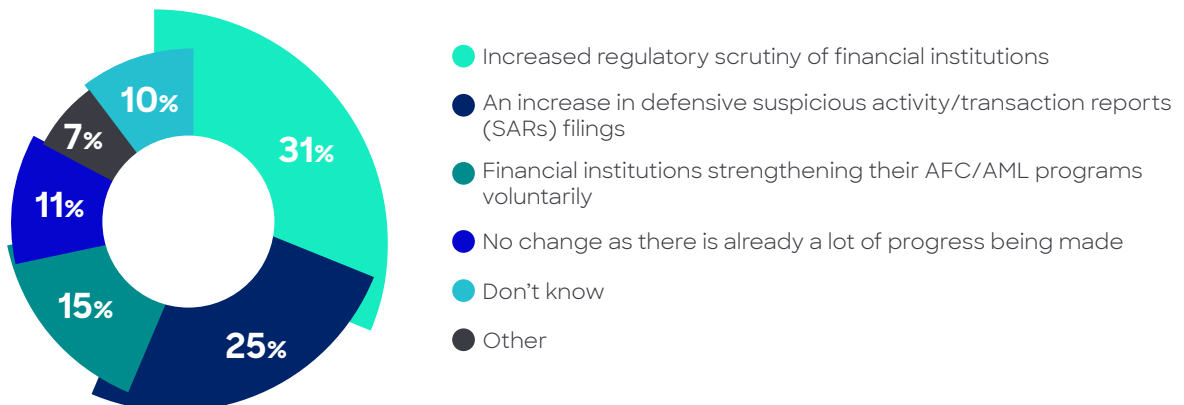 10%
7%
31%
11%
15%
25%
Increased regulatory scrutiny of financial institutions
An increase in defensive suspicious activity/transaction reports
(SARs) filings
Financial institutions strengthening their AFC/AML programs
voluntarily
No change as there is already a lot of progress being made
Don't know
Other